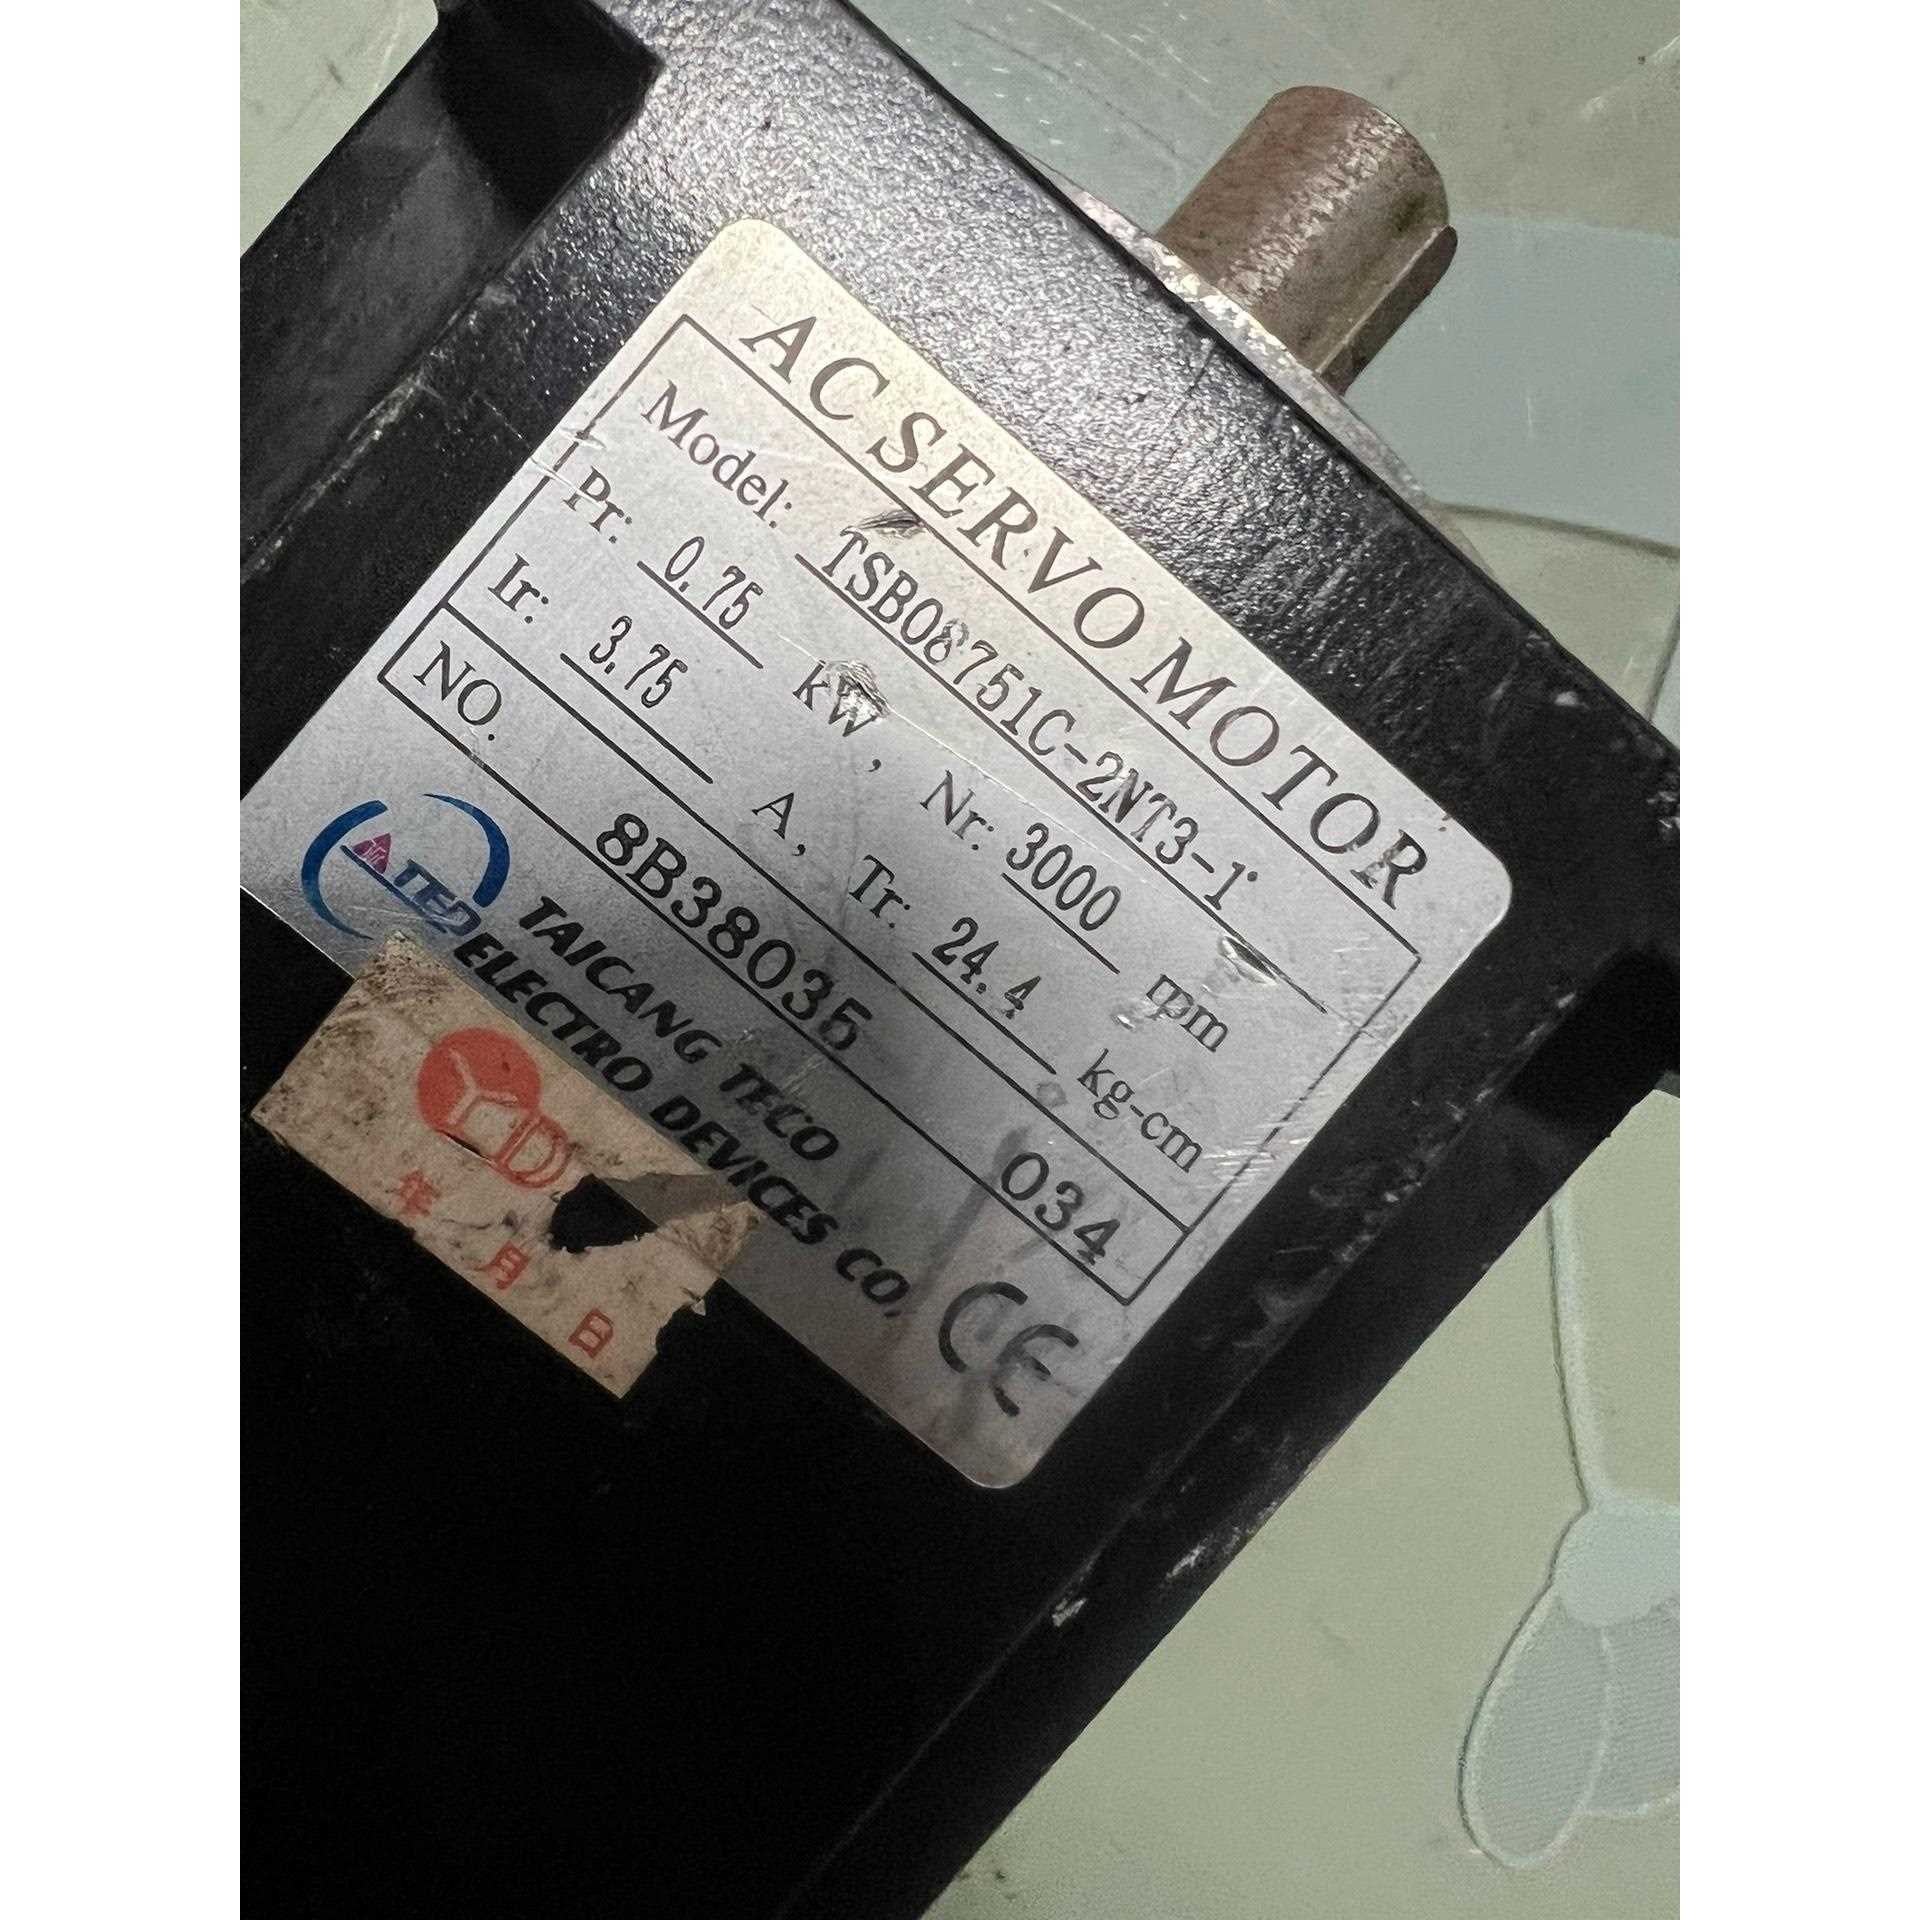 AC SERVO MOTOR
Model: TSB08751C-2NT3-1
Pr: 0.75 kW, Nr: 3000 rpm
Ir: 3.75 A, Tr: 24.4 kg-cm
NO. 8B38035 034
TED
TAICANG TECO
ELECTRO DEVICES CO,
CE
年 月 日